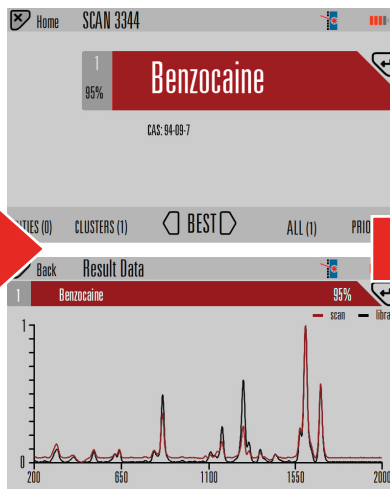 Home SCAN 3344
1
95%
Benzocaine
CAS: 94-09-7
CLUSTERS (1) BEST ALL (1)
Back Result Data
1 Benzocaine 95%
scan
1
0
200 650 1100 1550 2000